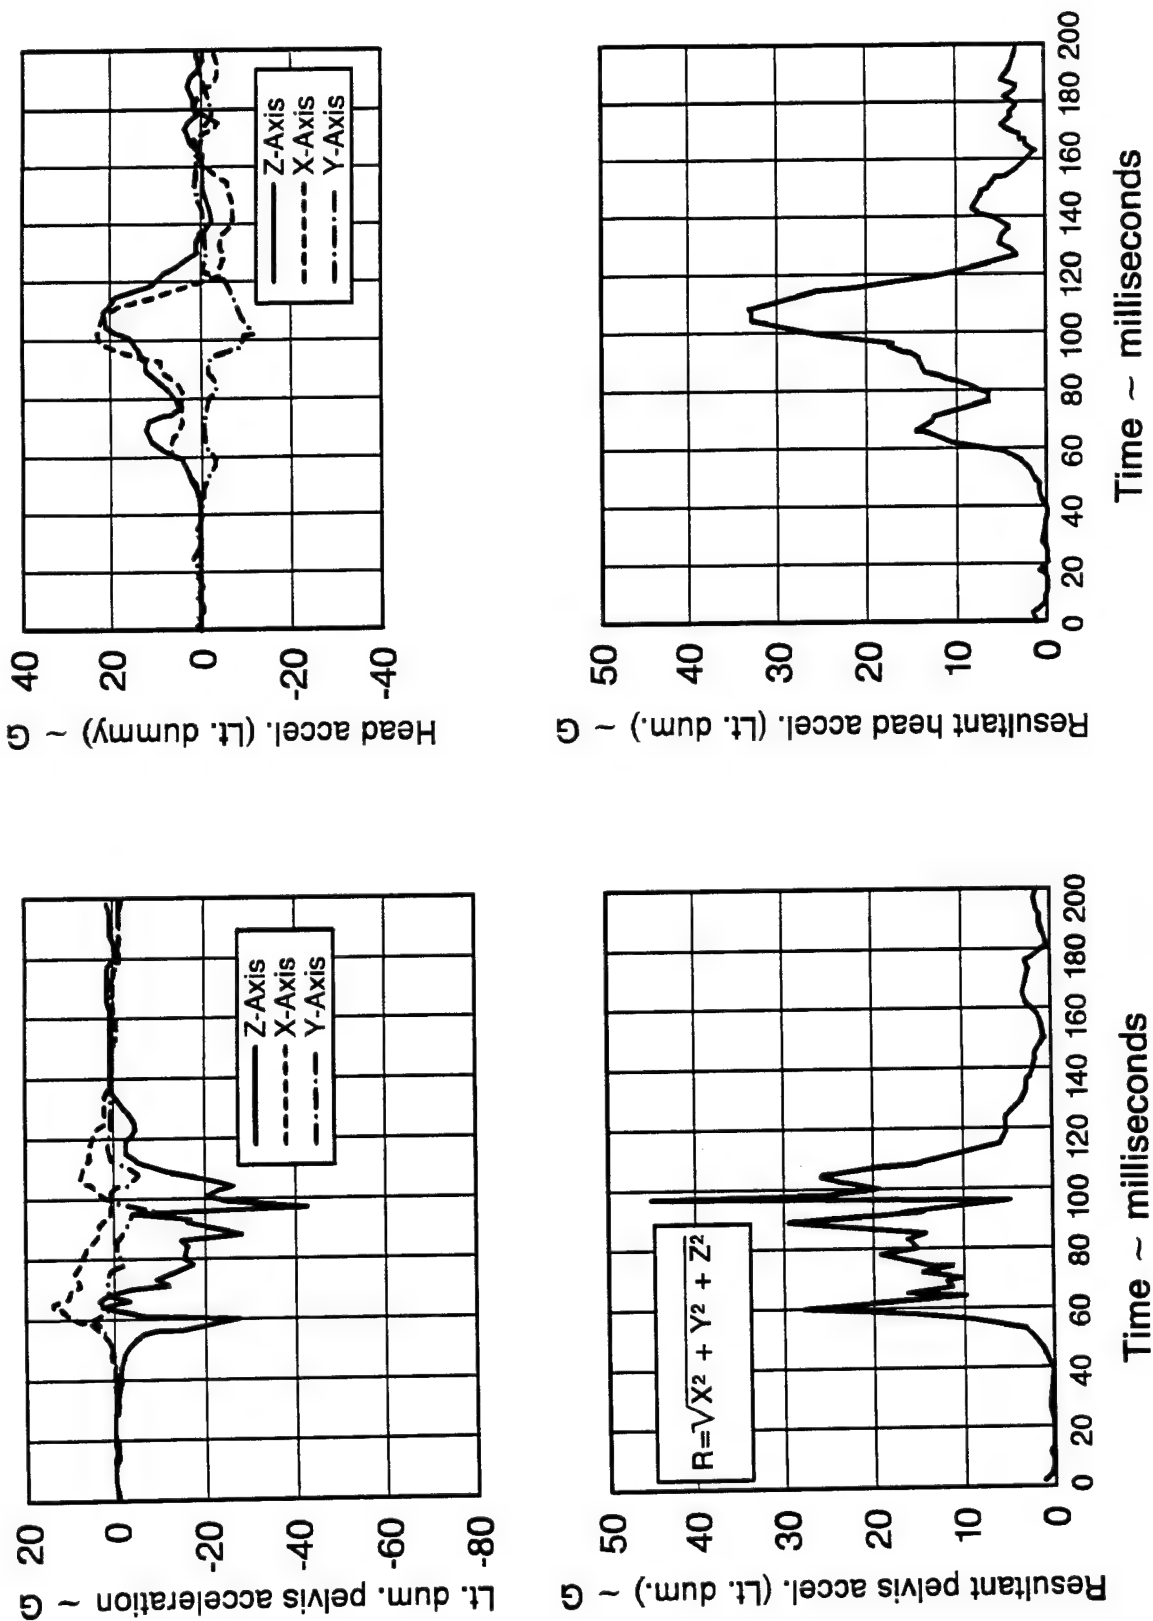 Lt. dum. pelvis acceleration ~ G
20
0
-20
-40
-60
-80
Z-Axis
X-Axis
Y-Axis
Head accel. (Lt. dummy) ~ G
40
20
0
-20
-40
Z-Axis
X-Axis
Y-Axis
Resultant pelvis accel. (Lt. dum.) ~ G
50
40
30
20
10
0
R=√X² + Y² + Z²
0 20 40 60 80 100 120 140 160 180 200
Time ~ milliseconds
Resultant head accel. (Lt. dum.) ~ G
50
40
30
20
10
0
0 20 40 60 80 100 120 140 160 180 200
Time ~ milliseconds